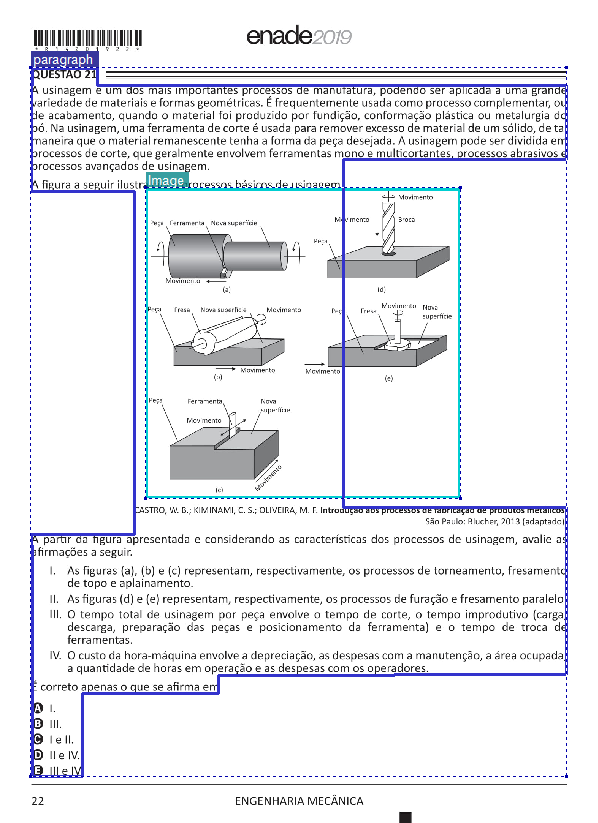 *R14201922*
enade2019
paragraph
QUESTÃO 21
A usinagem é um dos mais importantes processos de manufatura, podendo ser aplicada a uma grande
variedade de materiais e formas geométricas. É frequentemente usada como processo complementar, ou
de acabamento, quando o material foi produzido por fundição, conformação plástica ou metalurgia do
pó. Na usinagem, uma ferramenta de corte é usada para remover excesso de material de um sólido, de tal
maneira que o material remanescente tenha a forma da peça desejada. A usinagem pode ser dividida em
processos de corte, que geralmente envolvem ferramentas mono e multicortantes, processos abrasivos e
processos avançados de usinagem.
Image
A figura a seguir ilustra processos básicos de usinagem.
Peça Ferramenta Nova superfície
Movimento
(a)
Movimento
Movimento Broca
Peça
(d)
Peça Fresa Nova superfície Movimento
Movimento
(b)
Peça Fresa Movimento Nova superfície
Movimento
(e)
Peça Ferramenta Nova superfície
Movimento
Movimento
(c)
CASTRO, W. B.; KIMINAMI, C. S.; OLIVEIRA, M. F. Introdução aos processos de fabricação de produtos metálicos.
São Paulo: Blucher, 2013 (adaptado).
A partir da figura apresentada e considerando as características dos processos de usinagem, avalie as
afirmações a seguir.
I. As figuras (a), (b) e (c) representam, respectivamente, os processos de torneamento, fresamento
de topo e aplainamento.
II. As figuras (d) e (e) representam, respectivamente, os processos de furação e fresamento paralelo.
III. O tempo total de usinagem por peça envolve o tempo de corte, o tempo improdutivo (carga,
descarga, preparação das peças e posicionamento da ferramenta) e o tempo de troca de
ferramentas.
IV. O custo da hora-máquina envolve a depreciação, as despesas com a manutenção, a área ocupada,
a quantidade de horas em operação e as despesas com os operadores.
É correto apenas o que se afirma em
A I.
B III.
C I e II.
D II e IV.
E III e IV.
22
ENGENHARIA MECÂNICA